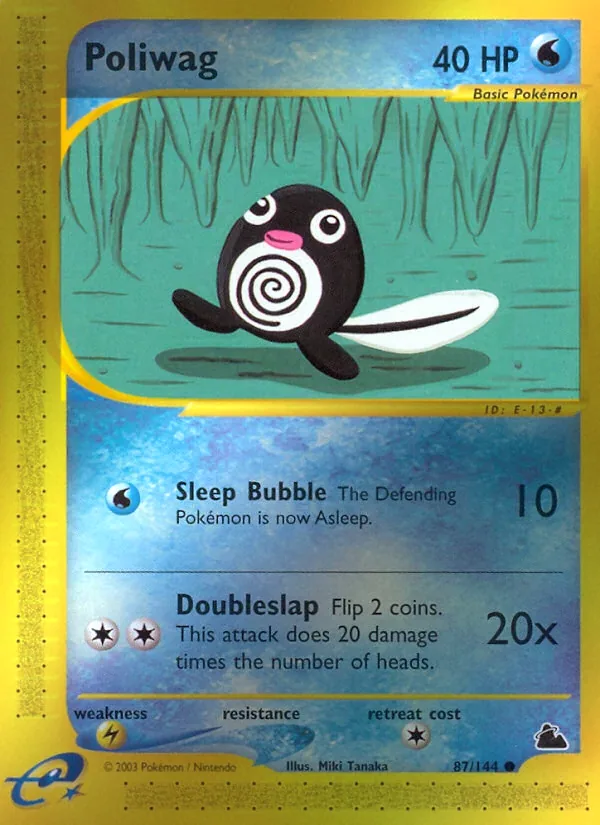 Poliwag
40 HP
Basic Pokémon
ID: E-13-#
Sleep Bubble The Defending
Pokémon is now Asleep.
10
Doubleslap Flip 2 coins.
This attack does 20 damage
times the number of heads.
20x
weakness resistance retreat cost
© 2003 Pokémon / Nintendo Illus. Miki Tanaka 87/144
e